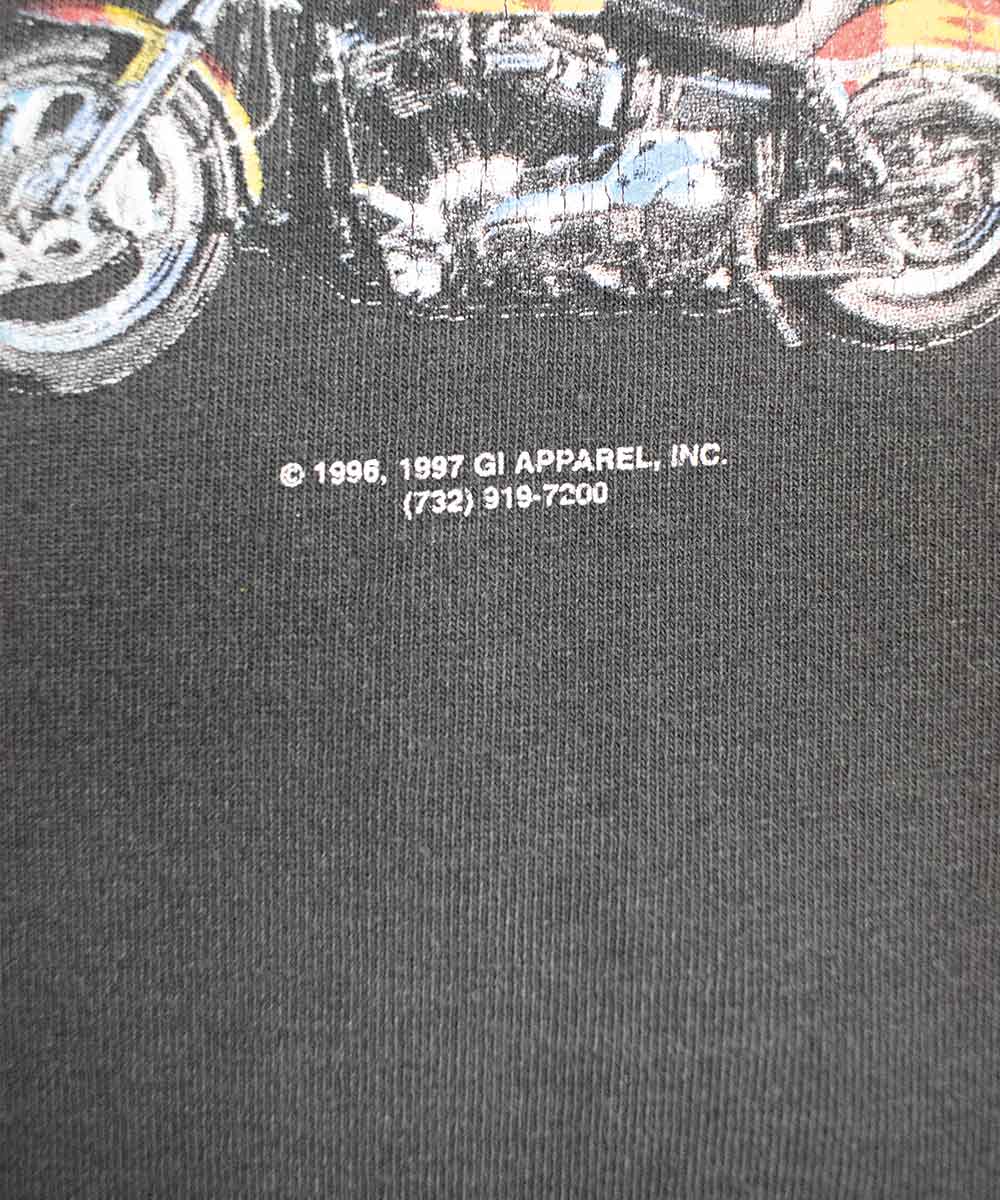 © 1996, 1997 GI APPAREL, INC.
(732) 919-7200